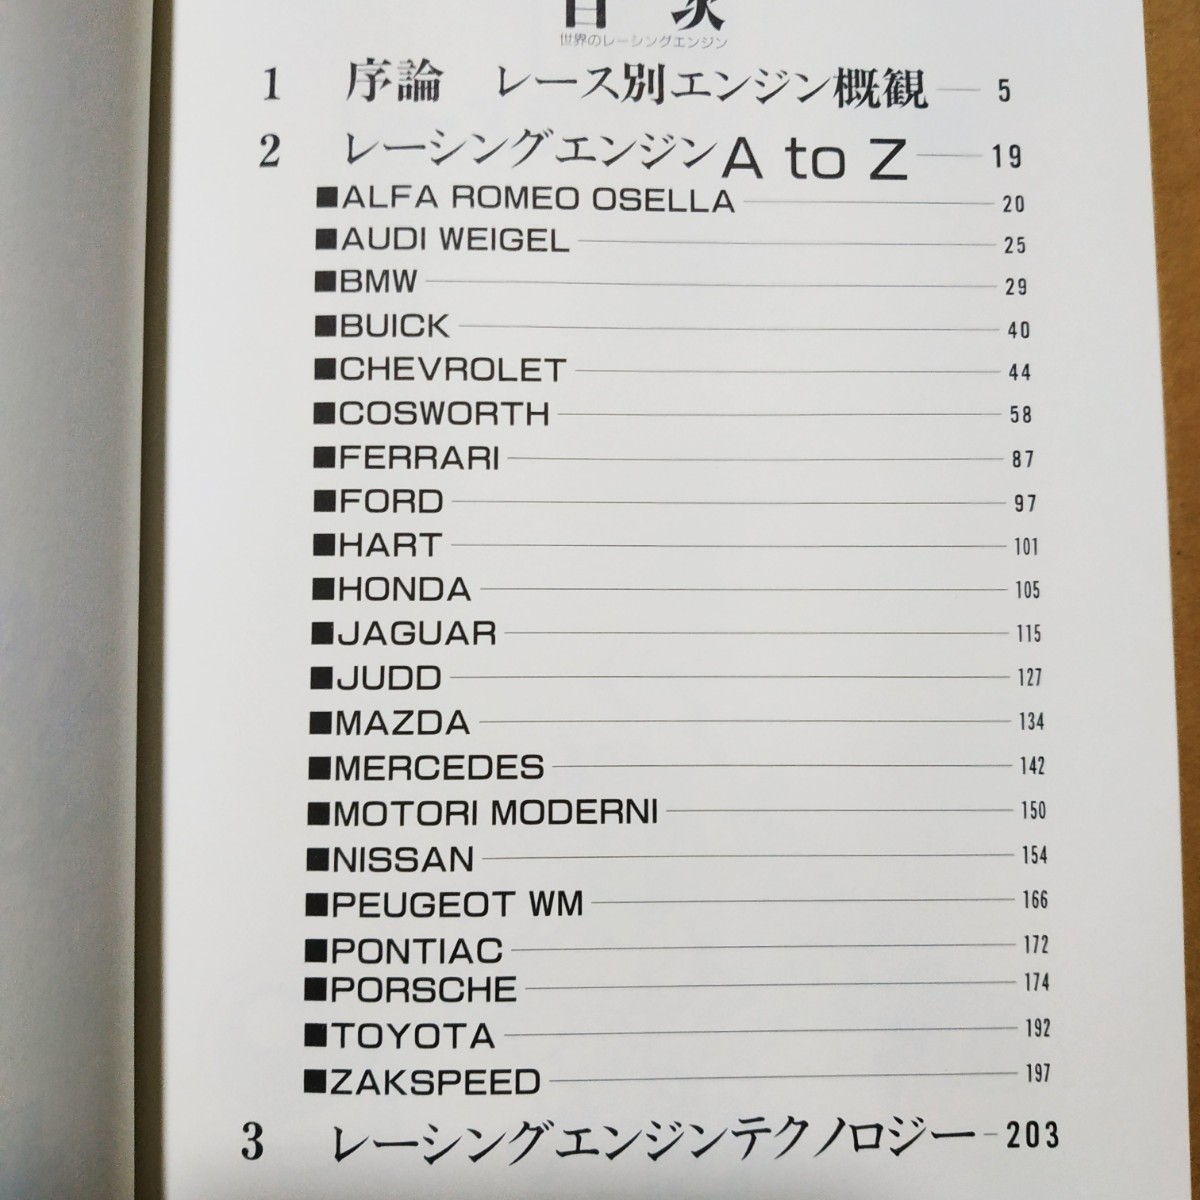 目次
世界のレーシングエンジン
1 序論 レース別エンジン概観 5
2 レーシングエンジンA to Z 19
■ALFA ROMEO OSELLA 20
■AUDI WEIGEL 25
■BMW 29
■BUICK 40
■CHEVROLET 44
■COSWORTH 58
■FERRARI 87
■FORD 97
■HART 101
■HONDA 105
■JAGUAR 115
■JUDD 127
■MAZDA 134
■MERCEDES 142
■MOTORI MODERNI 150
■NISSAN 154
■PEUGEOT WM 166
■PONTIAC 172
■PORSCHE 174
■TOYOTA 192
■ZAKSPEED 197
3 レーシングエンジンテクノロジー 203